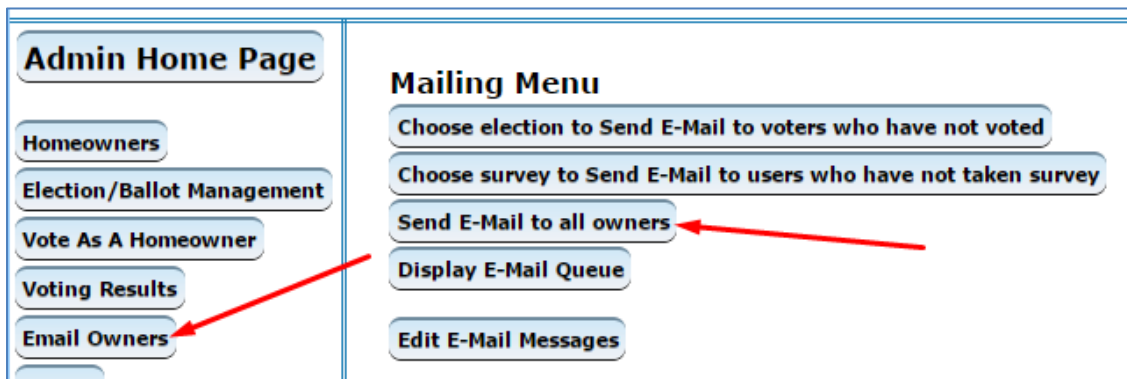 Admin Home Page
Homeowners
Election/Ballot Management
Vote As A Homeowner
Voting Results
Email Owners
Mailing Menu
Choose election to Send E-Mail to voters who have not voted
Choose survey to Send E-Mail to users who have not taken survey
Send E-Mail to all owners
Display E-Mail Queue
Edit E-Mail Messages